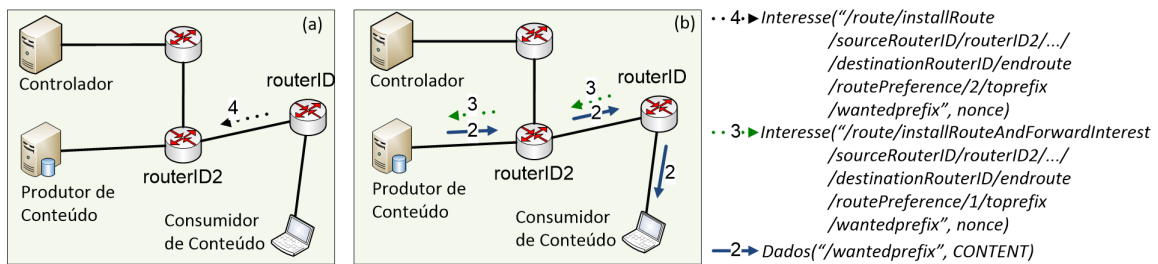 (a)
Controlador
routerID
4
routerID2
Produtor de
Conteúdo
Consumidor
de Conteúdo
(b)
Controlador
routerID
3
3
2
2
routerID2
2
Produtor de
Conteúdo
Consumidor
de Conteúdo
4 Interesse(“/route/installRoute
/sourceRouterID/routerID2/.../
/destinationRouterID/endroute
/routePreference/2/toprefix
/wantedprefix”, nonce)
3 Interesse(“/route/installRouteAndForwardInterest
/sourceRouterID/routerID2/.../
/destinationRouterID/endroute
/routePreference/1/toprefix
/wantedprefix”, nonce)
2 Dados(“/wantedprefix”, CONTENT)